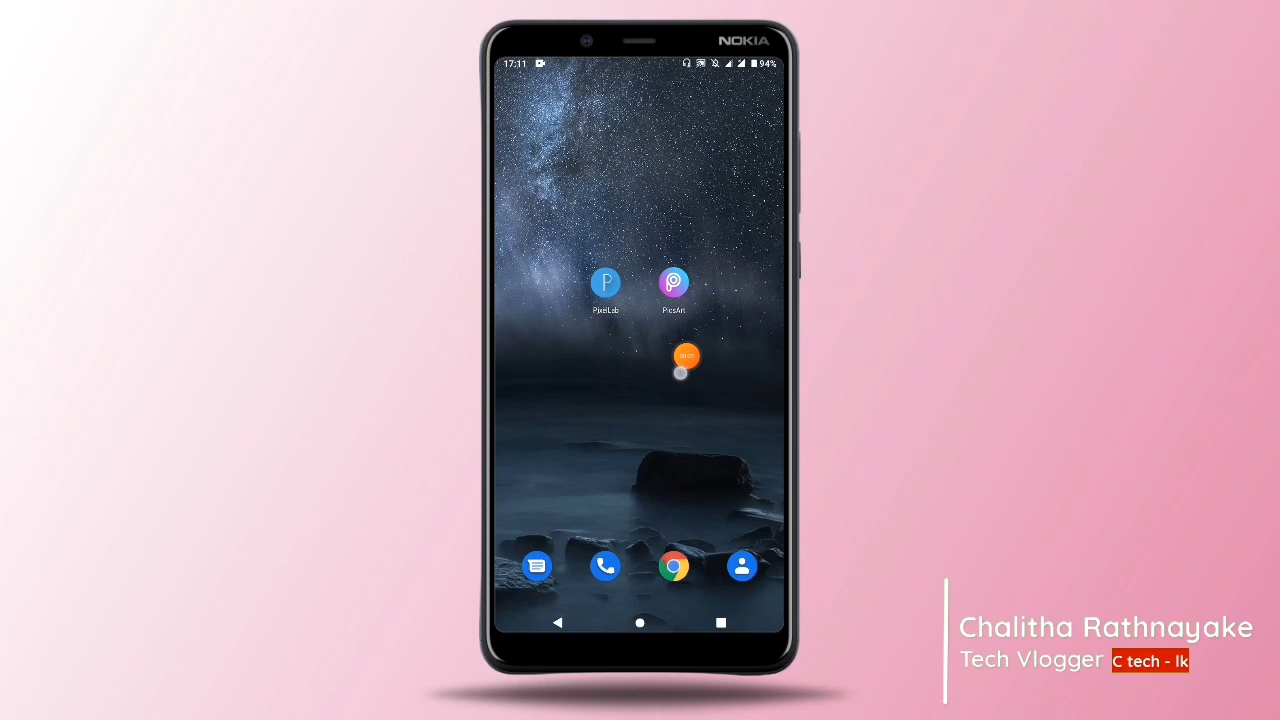 NOKIA
17:11
94%
PixelLab
PicsArt
Chalitha Rathnayake
Tech Vlogger C tech - lk